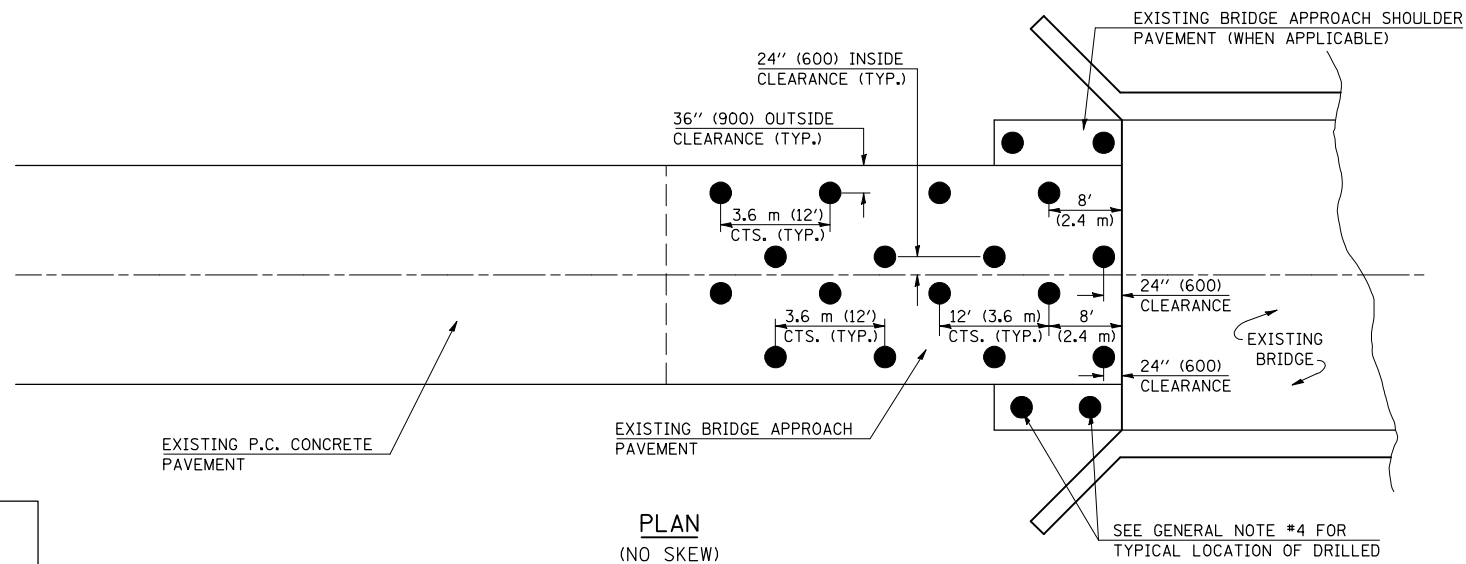 EXISTING BRIDGE APPROACH SHOULDER
PAVEMENT (WHEN APPLICABLE)
24" (600) INSIDE
CLEARANCE (TYP.)
36" (900) OUTSIDE
CLEARANCE (TYP.)
3.6 m (12')
CTS. (TYP.)
8'
(2.4 m)
24" (600)
CLEARANCE
3.6 m (12')
CTS. (TYP.)
12' (3.6 m)
CTS. (TYP.)
8'
(2.4 m)
EXISTING
BRIDGE
24" (600)
CLEARANCE
EXISTING P.C. CONCRETE
PAVEMENT
EXISTING BRIDGE APPROACH
PAVEMENT
PLAN
(NO SKEW)
SEE GENERAL NOTE #4 FOR
TYPICAL LOCATION OF DRILLED